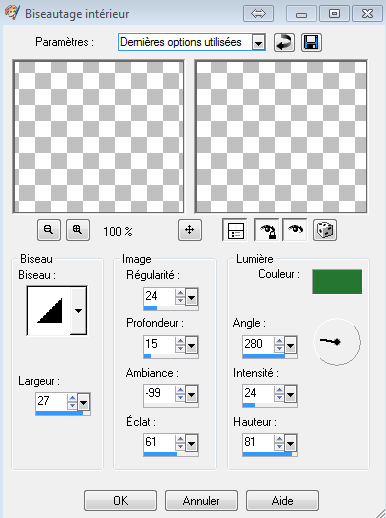 Biseautage intérieur
Paramètres : Dernières options utilisées
100 %
Biseau
Biseau :
Largeur :
27
Image
Régularité :
24
Profondeur :
15
Ambiance :
-99
Éclat :
61
Lumière
Couleur :
Angle :
280
Intensité :
24
Hauteur :
81
OK Annuler Aide